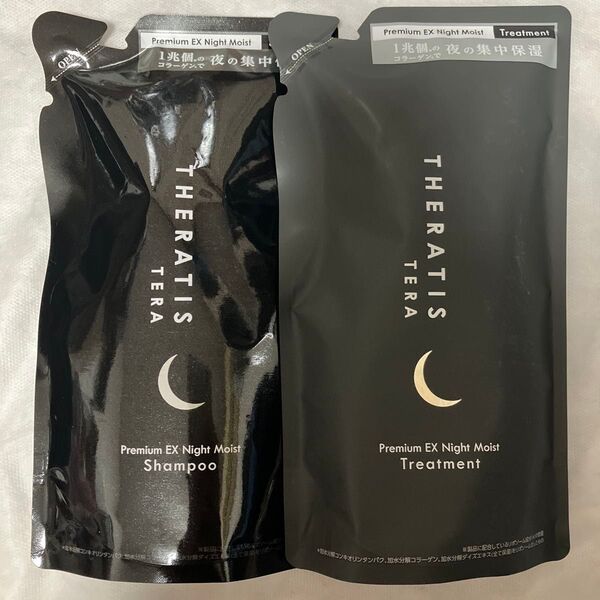 OPEN
Premium EX Night Moist
1兆個※の
コラーゲンで
夜の集中保
THERATIS
TERA
Premium EX Night Moist
Shampoo
OPEN
Premium EX Night Moist Treatment
1兆個※の
コラーゲンで
夜の集中保湿
THERATIS
TERA
Premium EX Night Moist
Treatment